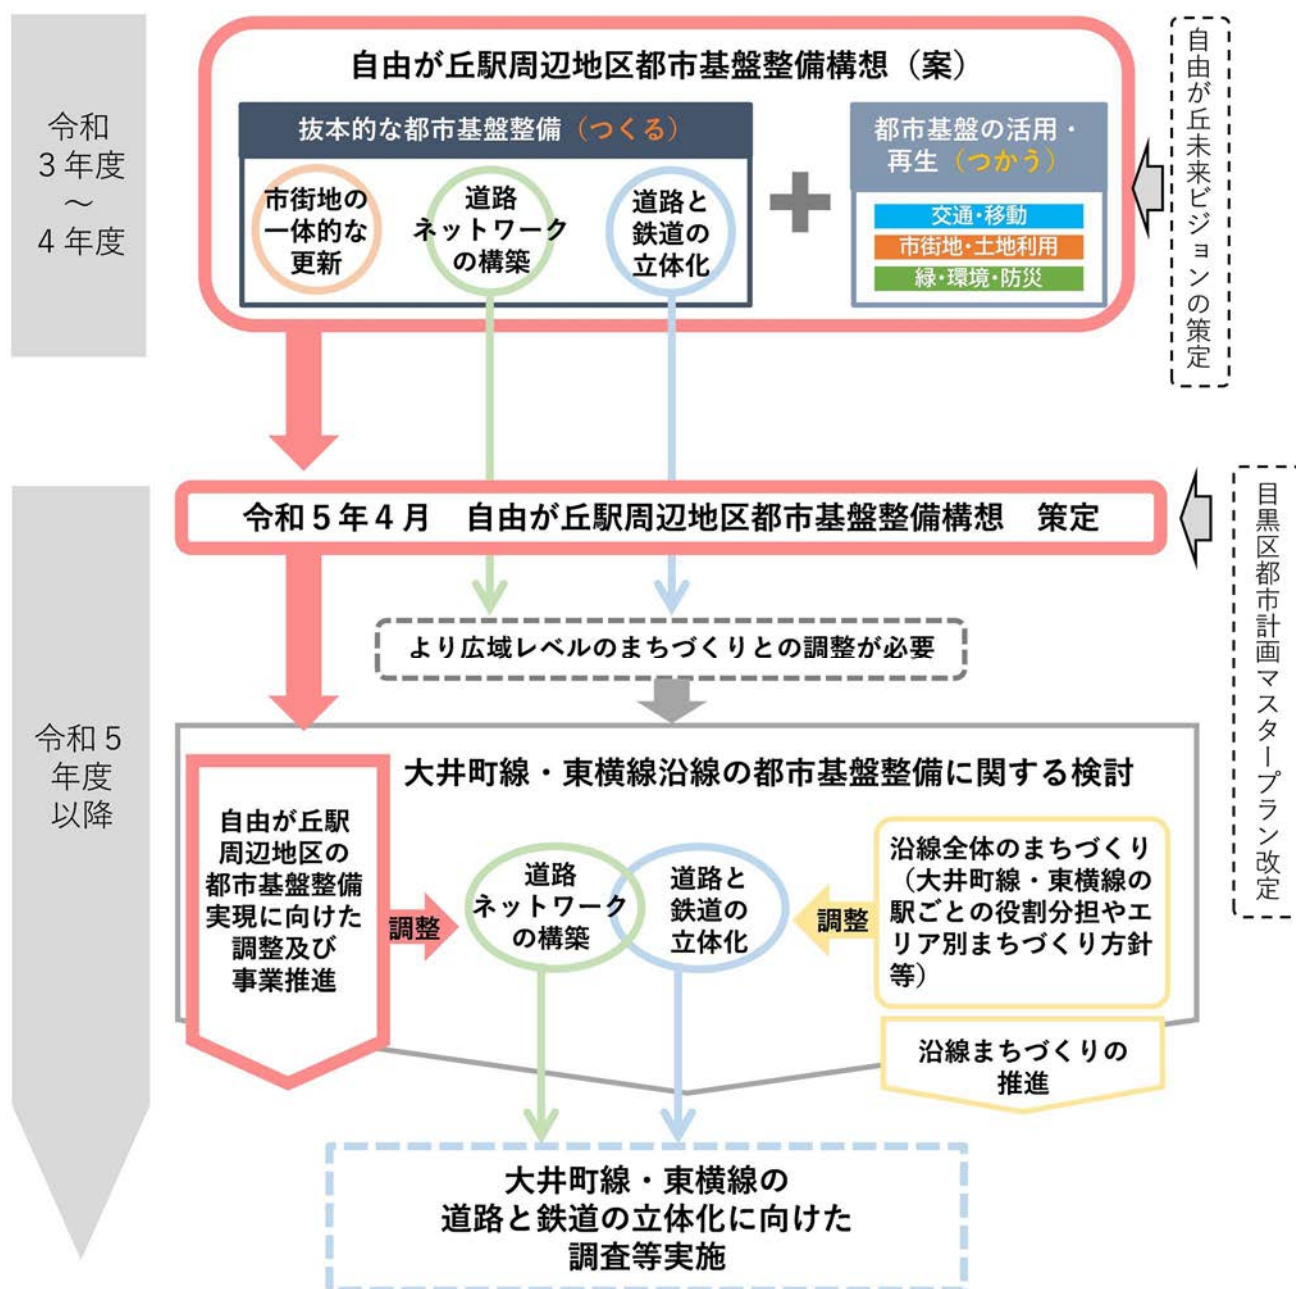 令和
3年度
～
4年度
自由が丘駅周辺地区都市基盤整備構想（案）
抜本的な都市基盤整備（つくる）
市街地の
一体的な
更新
道路
ネットワーク
の構築
道路と
鉄道の
立体化
都市基盤の活用・
再生（つかう）
交通・移動
市街地・土地利用
緑・環境・防災
自由が丘未来ビジョンの策定
令和5年4月　自由が丘駅周辺地区都市基盤整備構想　策定
目黒区都市計画マスタープラン改定
より広域レベルのまちづくりとの調整が必要
令和5
年度
以降
大井町線・東横線沿線の都市基盤整備に関する検討
自由が丘駅
周辺地区の
都市基盤整備
実現に向けた
調整及び
事業推進
調整
道路
ネットワーク
の構築
道路と
鉄道の
立体化
調整
沿線全体のまちづくり
（大井町線・東横線の
駅ごとの役割分担やエ
リア別まちづくり方針
等）
沿線まちづくりの
推進
大井町線・東横線の
道路と鉄道の立体化に向けた
調査等実施